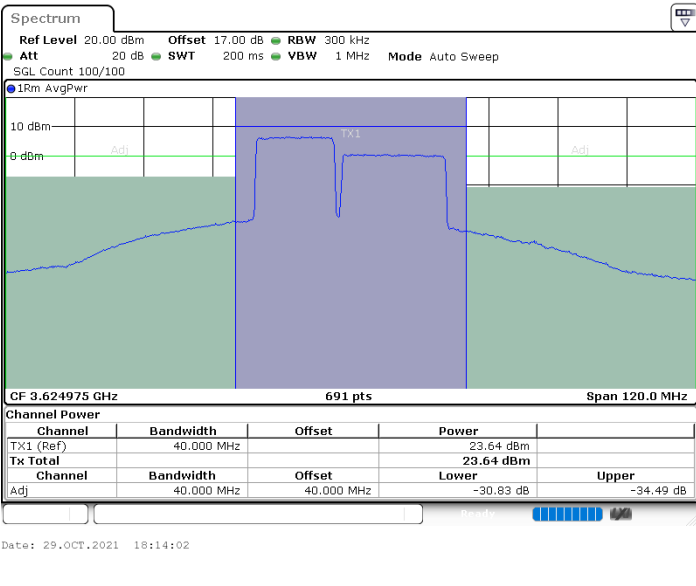 Spectrum
Ref Level 20.00 dBm Offset 17.00 dB RBW 300 kHz
Att 20 dB SWT 200 ms VBW 1 MHz Mode Auto Sweep
SGL Count 100/100
1Rm AvgPwr
10 dBm
TX1
Adj
Adj
0 dBm
CF 3.624975 GHz 691 pts Span 120.0 MHz
Channel Power
Channel Bandwidth Offset Power
TX1 (Ref) 40.000 MHz 23.64 dBm
Tx Total 23.64 dBm
Channel Bandwidth Offset Lower Upper
Adj 40.000 MHz 40.000 MHz -30.83 dB -34.49 dB
Ready
Date: 29.OCT.2021 18:14:02